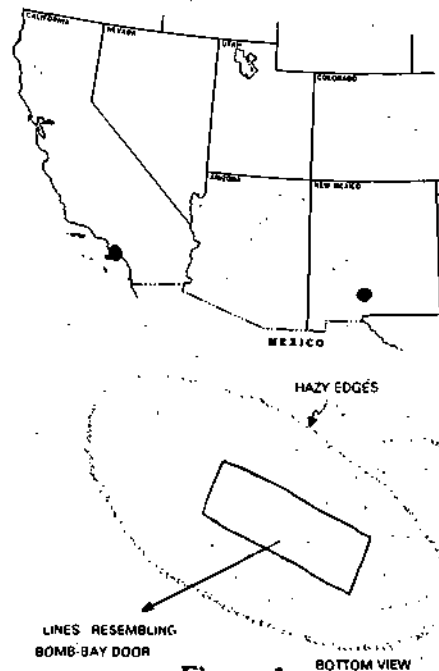 CALIFORNIA
NEVADA
UTAH
COLORADO
ARIZONA
NEW MEXICO
MEXICO
HAZY EDGES
LINES RESEMBLING
BOMB-BAY DOOR
BOTTOM VIEW